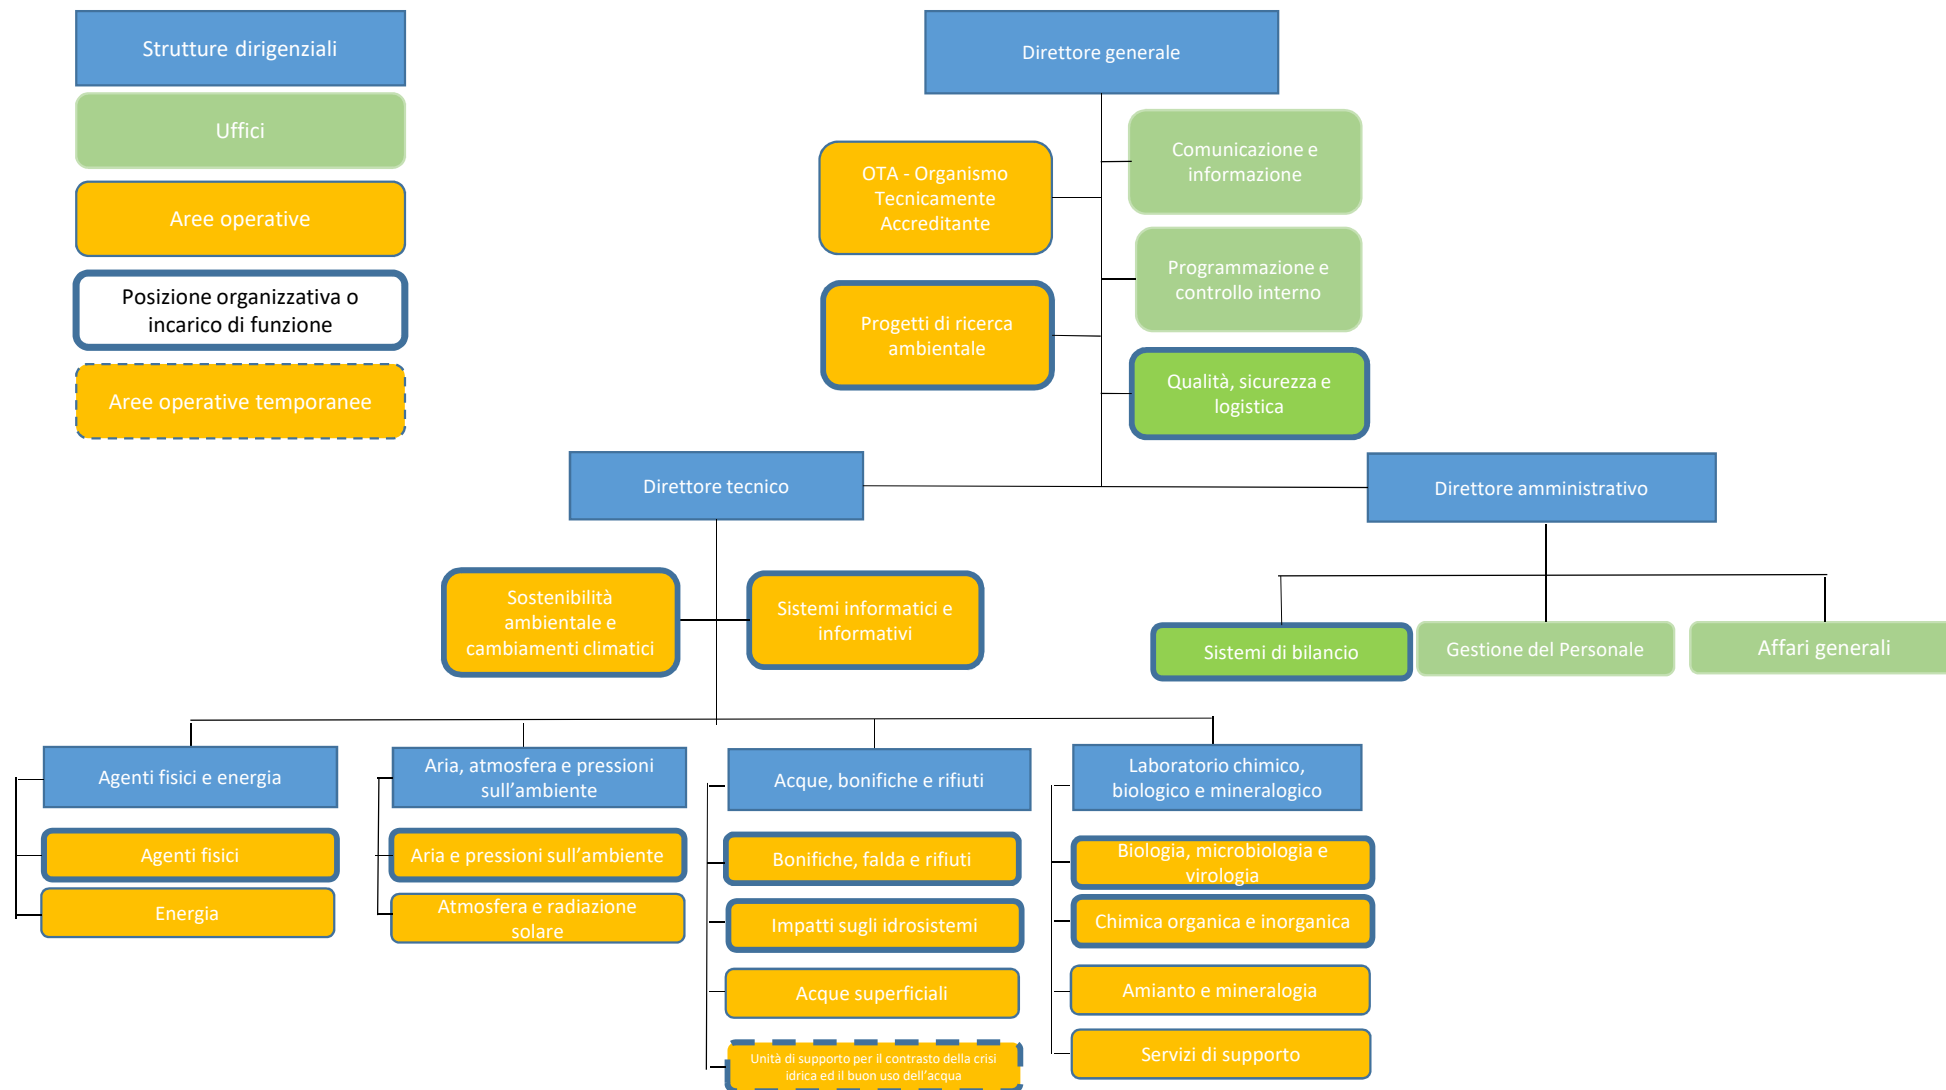 Strutture dirigenziali
Uffici
Aree operative
Posizione organizzativa o
incarico di funzione
Aree operative temporanee
Direttore generale
OTA - Organismo
Tecnicamente
Accreditante
Comunicazione e
informazione
Programmazione e
controllo interno
Progetti di ricerca
ambientale
Qualità, sicurezza e
logistica
Direttore tecnico
Direttore amministrativo
Sostenibilità
ambientale e
cambiamenti climatici
Sistemi informatici e
informativi
Sistemi di bilancio
Gestione del Personale
Affari generali
Agenti fisici e energia
Agenti fisici
Energia
Aria, atmosfera e pressioni
sull’ambiente
Aria e pressioni sull’ambiente
Atmosfera e radiazione
solare
Acque, bonifiche e rifiuti
Bonifiche, falda e rifiuti
Impatti sugli idrosistemi
Acque superficiali
Unità di supporto per il contrasto della crisi
idrica ed il buon uso dell’acqua
Laboratorio chimico,
biologico e mineralogico
Biologia, microbiologia e
virologia
Chimica organica e inorganica
Amianto e mineralogia
Servizi di supporto